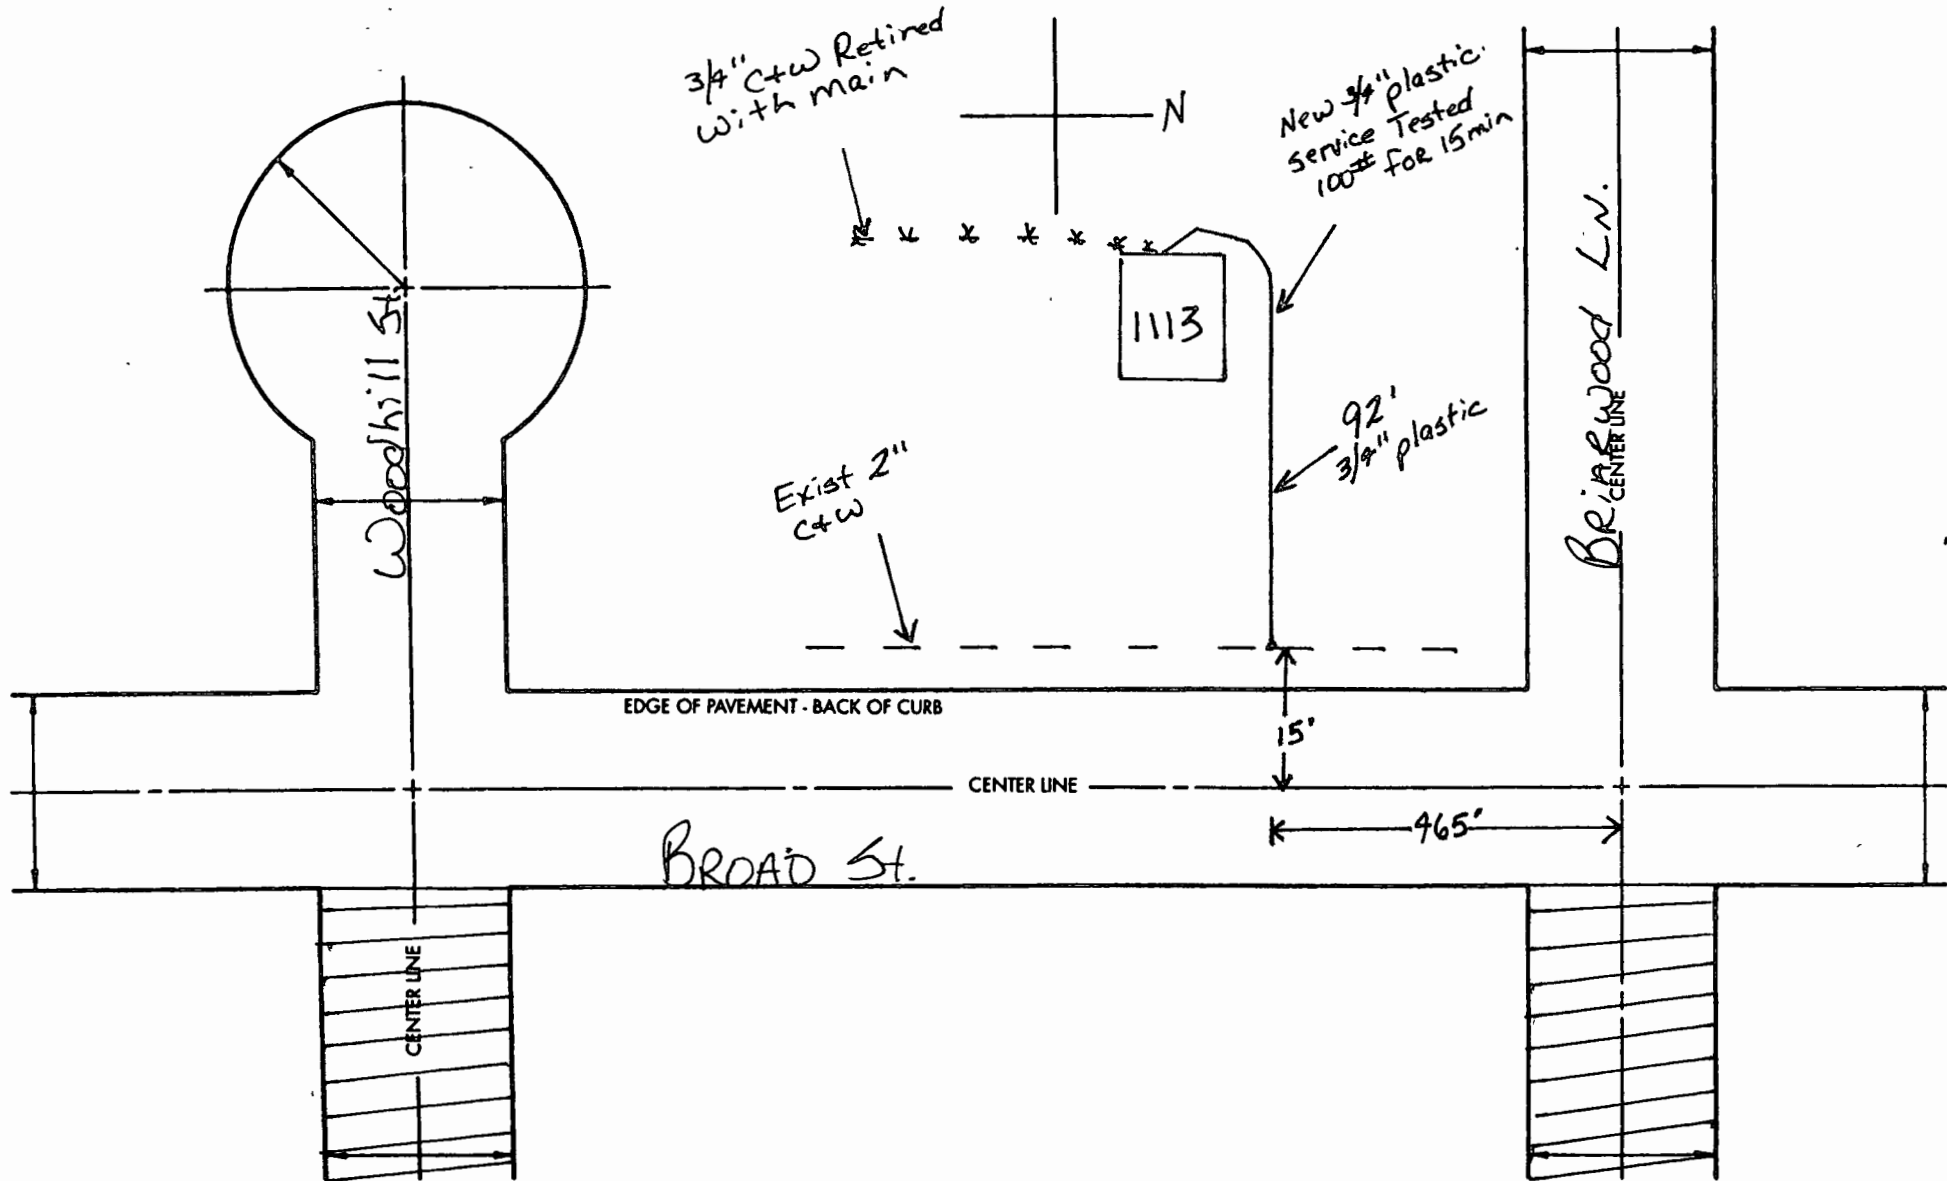 3/4" C+W Retired
with main
N
New 3/4" plastic
service Tested
100# FOR 15min
1113
Woodhill St
BRIARWOOD LN.
CENTER LINE
92'
3/4" plastic
Exist 2"
C+W
EDGE OF PAVEMENT - BACK OF CURB
15'
CENTER LINE
465'
BROAD St.
CENTER LINE